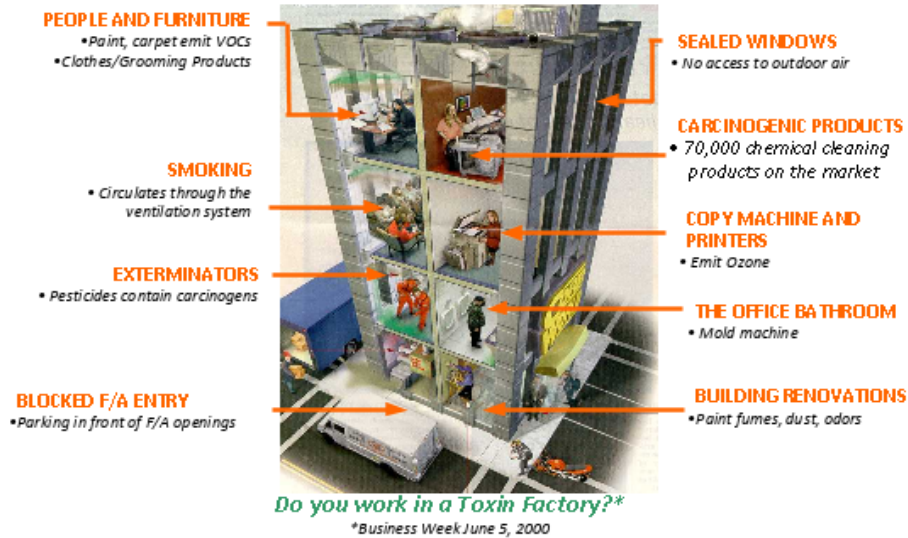 PEOPLE AND FURNITURE
•Paint, carpet emit VOCs
•Clothes/Grooming Products
SMOKING
• Circulates through the
ventilation system
EXTERMINATORS
• Pesticides contain carcinogens
BLOCKED F/A ENTRY
•Parking in front of F/A openings
SEALED WINDOWS
• No access to outdoor air
CARCINOGENIC PRODUCTS
• 70,000 chemical cleaning
products on the market
COPY MACHINE AND
PRINTERS
• Emit Ozone
THE OFFICE BATHROOM
• Mold machine
BUILDING RENOVATIONS
•Paint fumes, dust, odors
Do you work in a Toxin Factory?*
*Business Week June 5, 2000